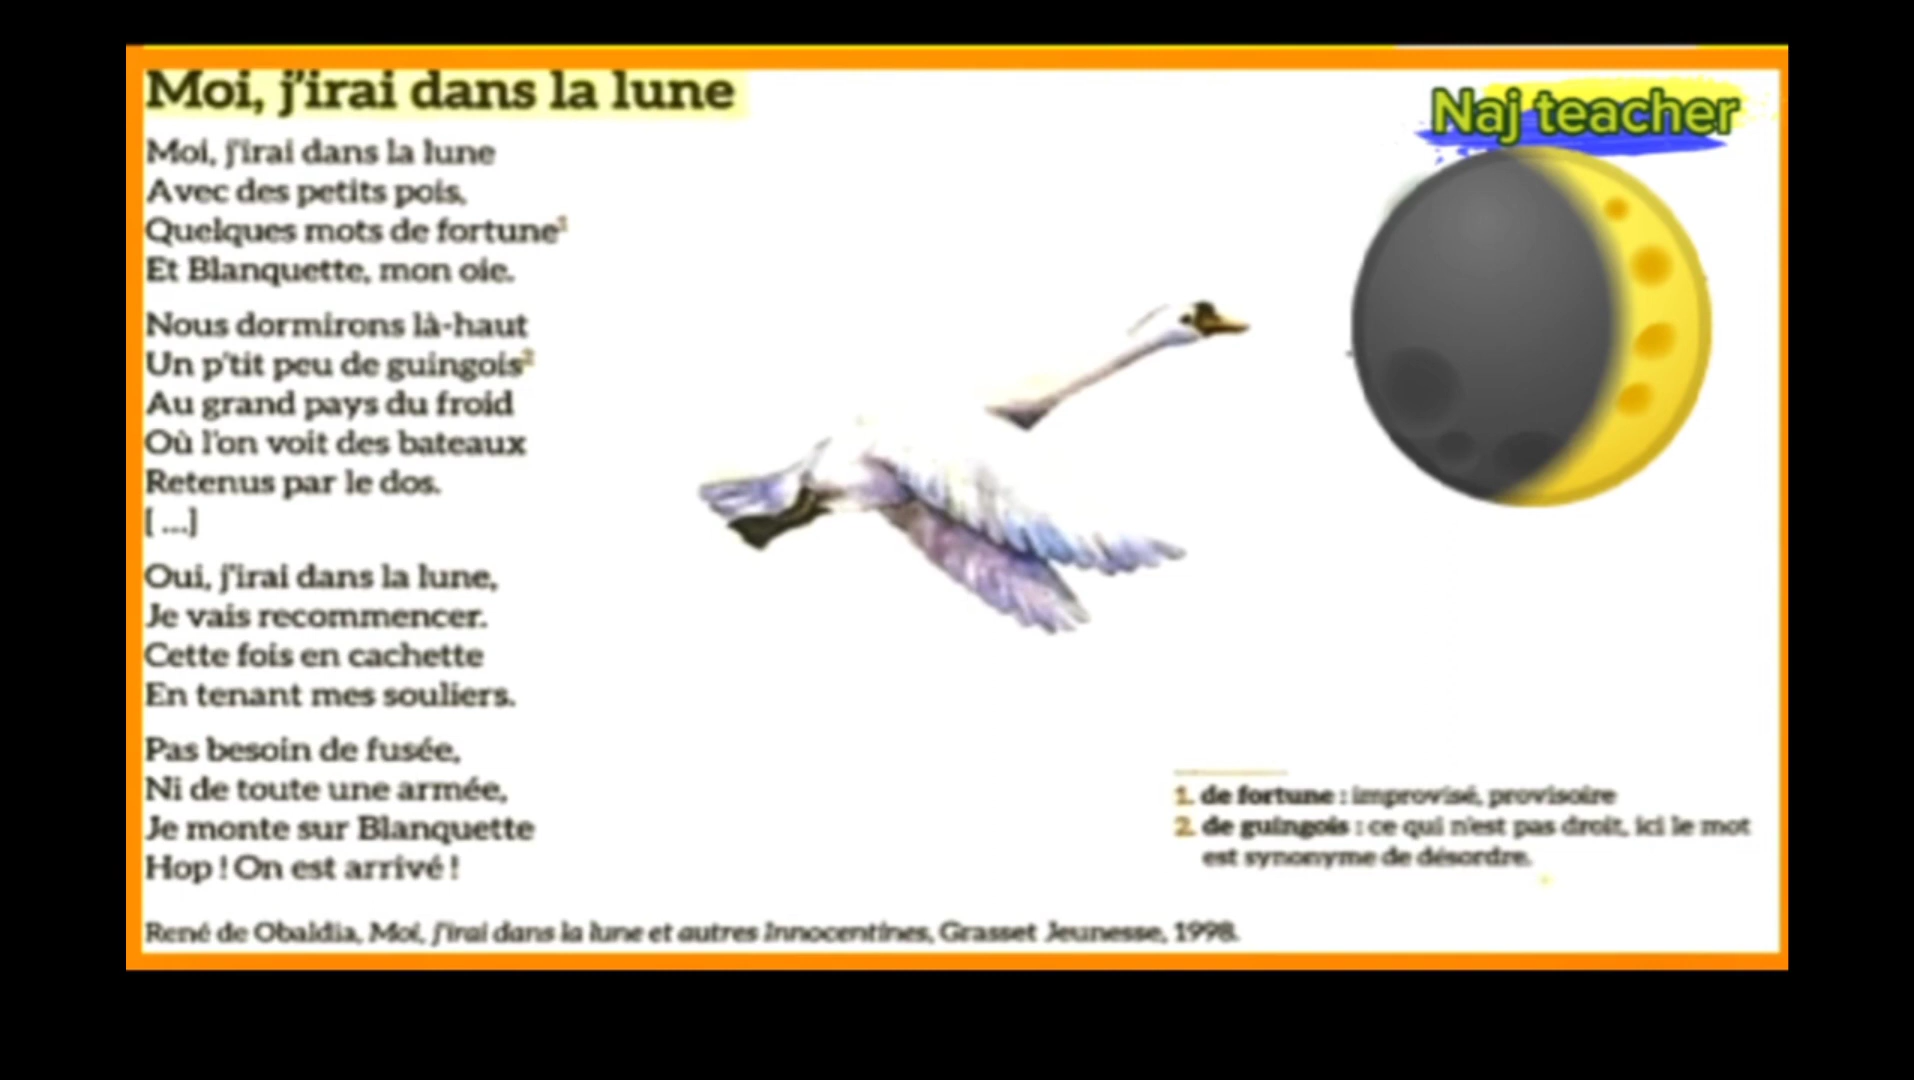 Moi, j'irai dans la lune
Naj teacher
Moi, j'irai dans la lune
Avec des petits pois,
Quelques mots de fortune¹
Et Blanquette, mon oie.
Nous dormirons là-haut
Un p'tit peu de guingois²
Au grand pays du froid
Où l'on voit des bateaux
Retenus par le dos.
[ ...]
Oui, j'irai dans la lune,
Je vais recommencer.
Cette fois en cachette
En tenant mes souliers.
Pas besoin de fusée,
Ni de toute une armée,
Je monte sur Blanquette
Hop ! On est arrivé !
1. de fortune : improvisé, provisoire
2. de guingois : ce qui n'est pas droit, ici le mot
est synonyme de désordre.
René de Obaldia, Moi, j'irai dans la lune et autres Innocentines, Grasset Jeunesse, 1998.